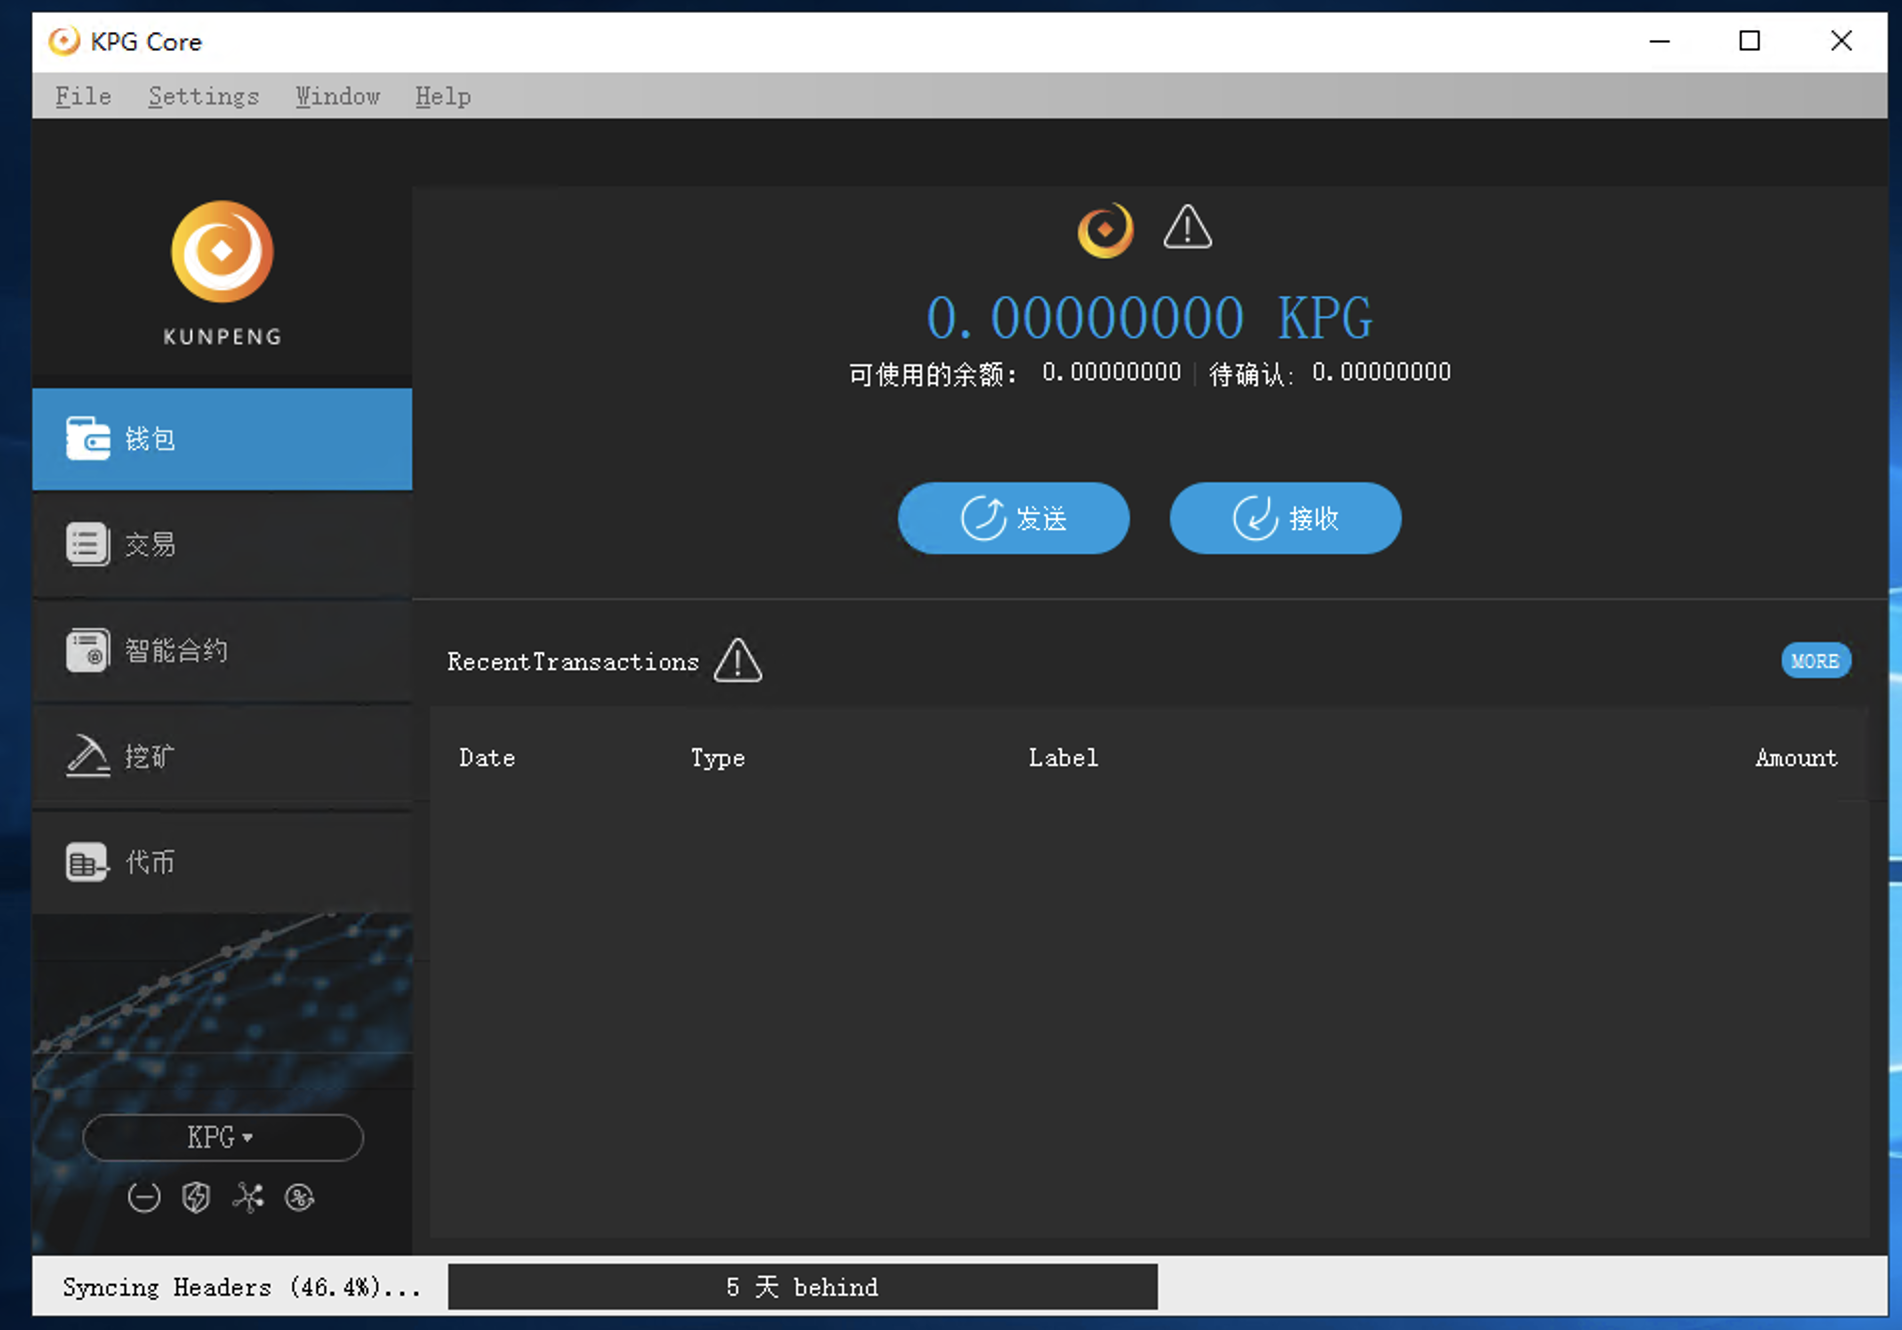 KPG Core
File Settings Window Help
KUNPENG
钱包
交易
智能合约
挖矿
代币
KPG
0.00000000 KPG
可使用的余额: 0.00000000 待确认: 0.00000000
发送 接收
RecentTransactions MORE
Date Type Label Amount
Syncing Headers (46.4%)... 5 天 behind